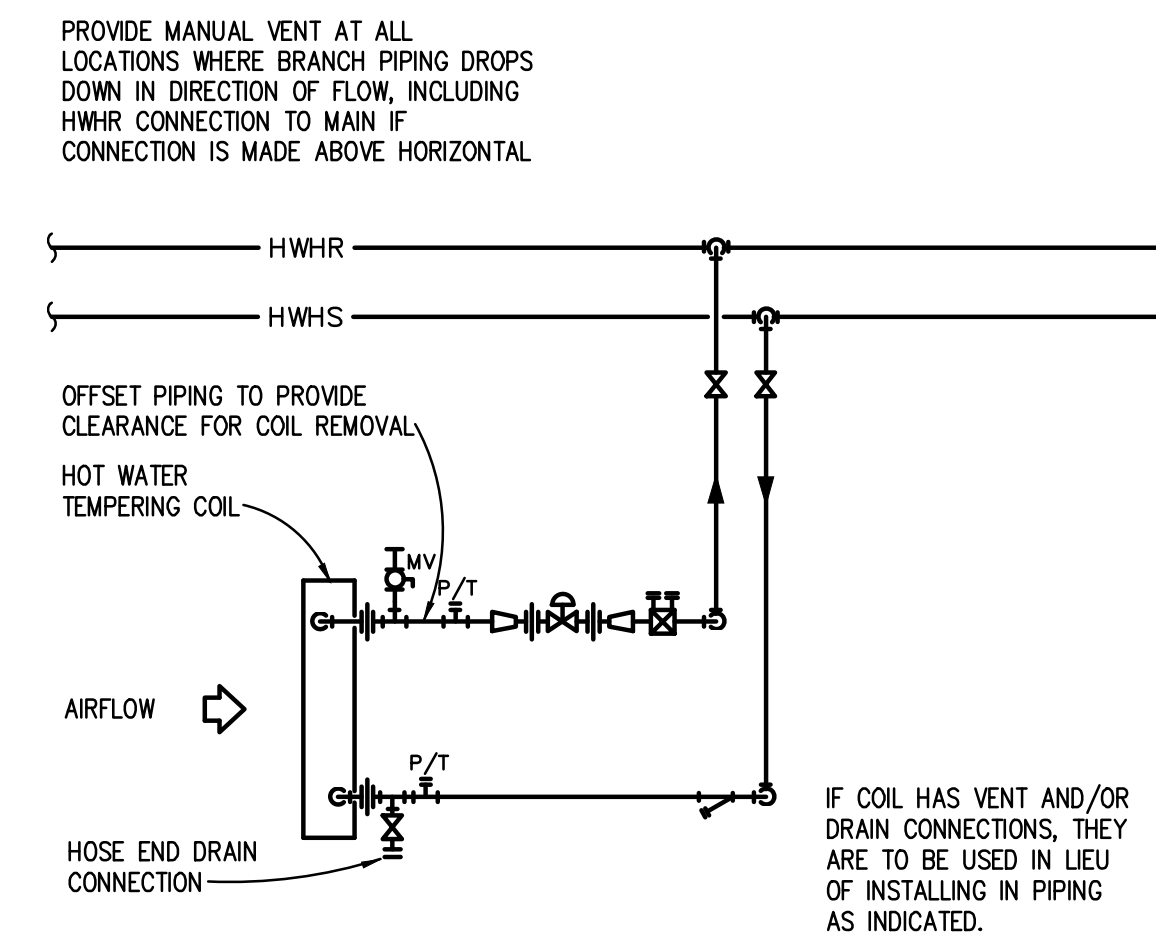 PROVIDE MANUAL VENT AT ALL
LOCATIONS WHERE BRANCH PIPING DROPS
DOWN IN DIRECTION OF FLOW, INCLUDING
HWHR CONNECTION TO MAIN IF
CONNECTION IS MADE ABOVE HORIZONTAL
HWHR
HWHS
OFFSET PIPING TO PROVIDE
CLEARANCE FOR COIL REMOVAL
HOT WATER
TEMPERING COIL
MV
P/T
AIRFLOW
P/T
HOSE END DRAIN
CONNECTION
IF COIL HAS VENT AND/OR
DRAIN CONNECTIONS, THEY
ARE TO BE USED IN LIEU
OF INSTALLING IN PIPING
AS INDICATED.